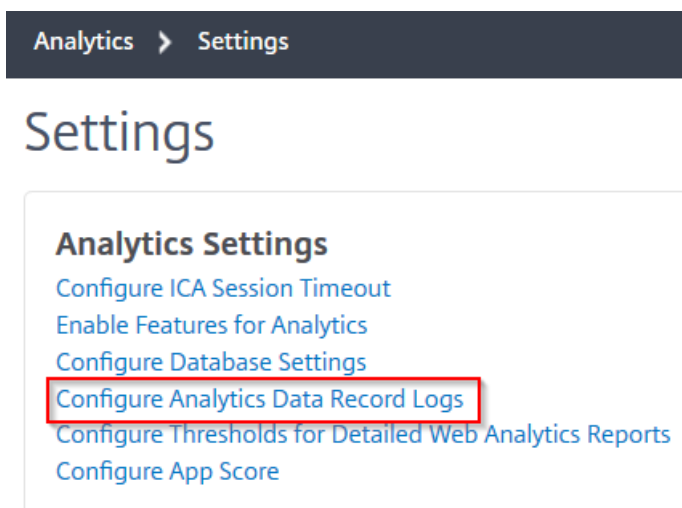 Analytics > Settings
Settings
Analytics Settings
Configure ICA Session Timeout
Enable Features for Analytics
Configure Database Settings
Configure Analytics Data Record Logs
Configure Thresholds for Detailed Web Analytics Reports
Configure App Score